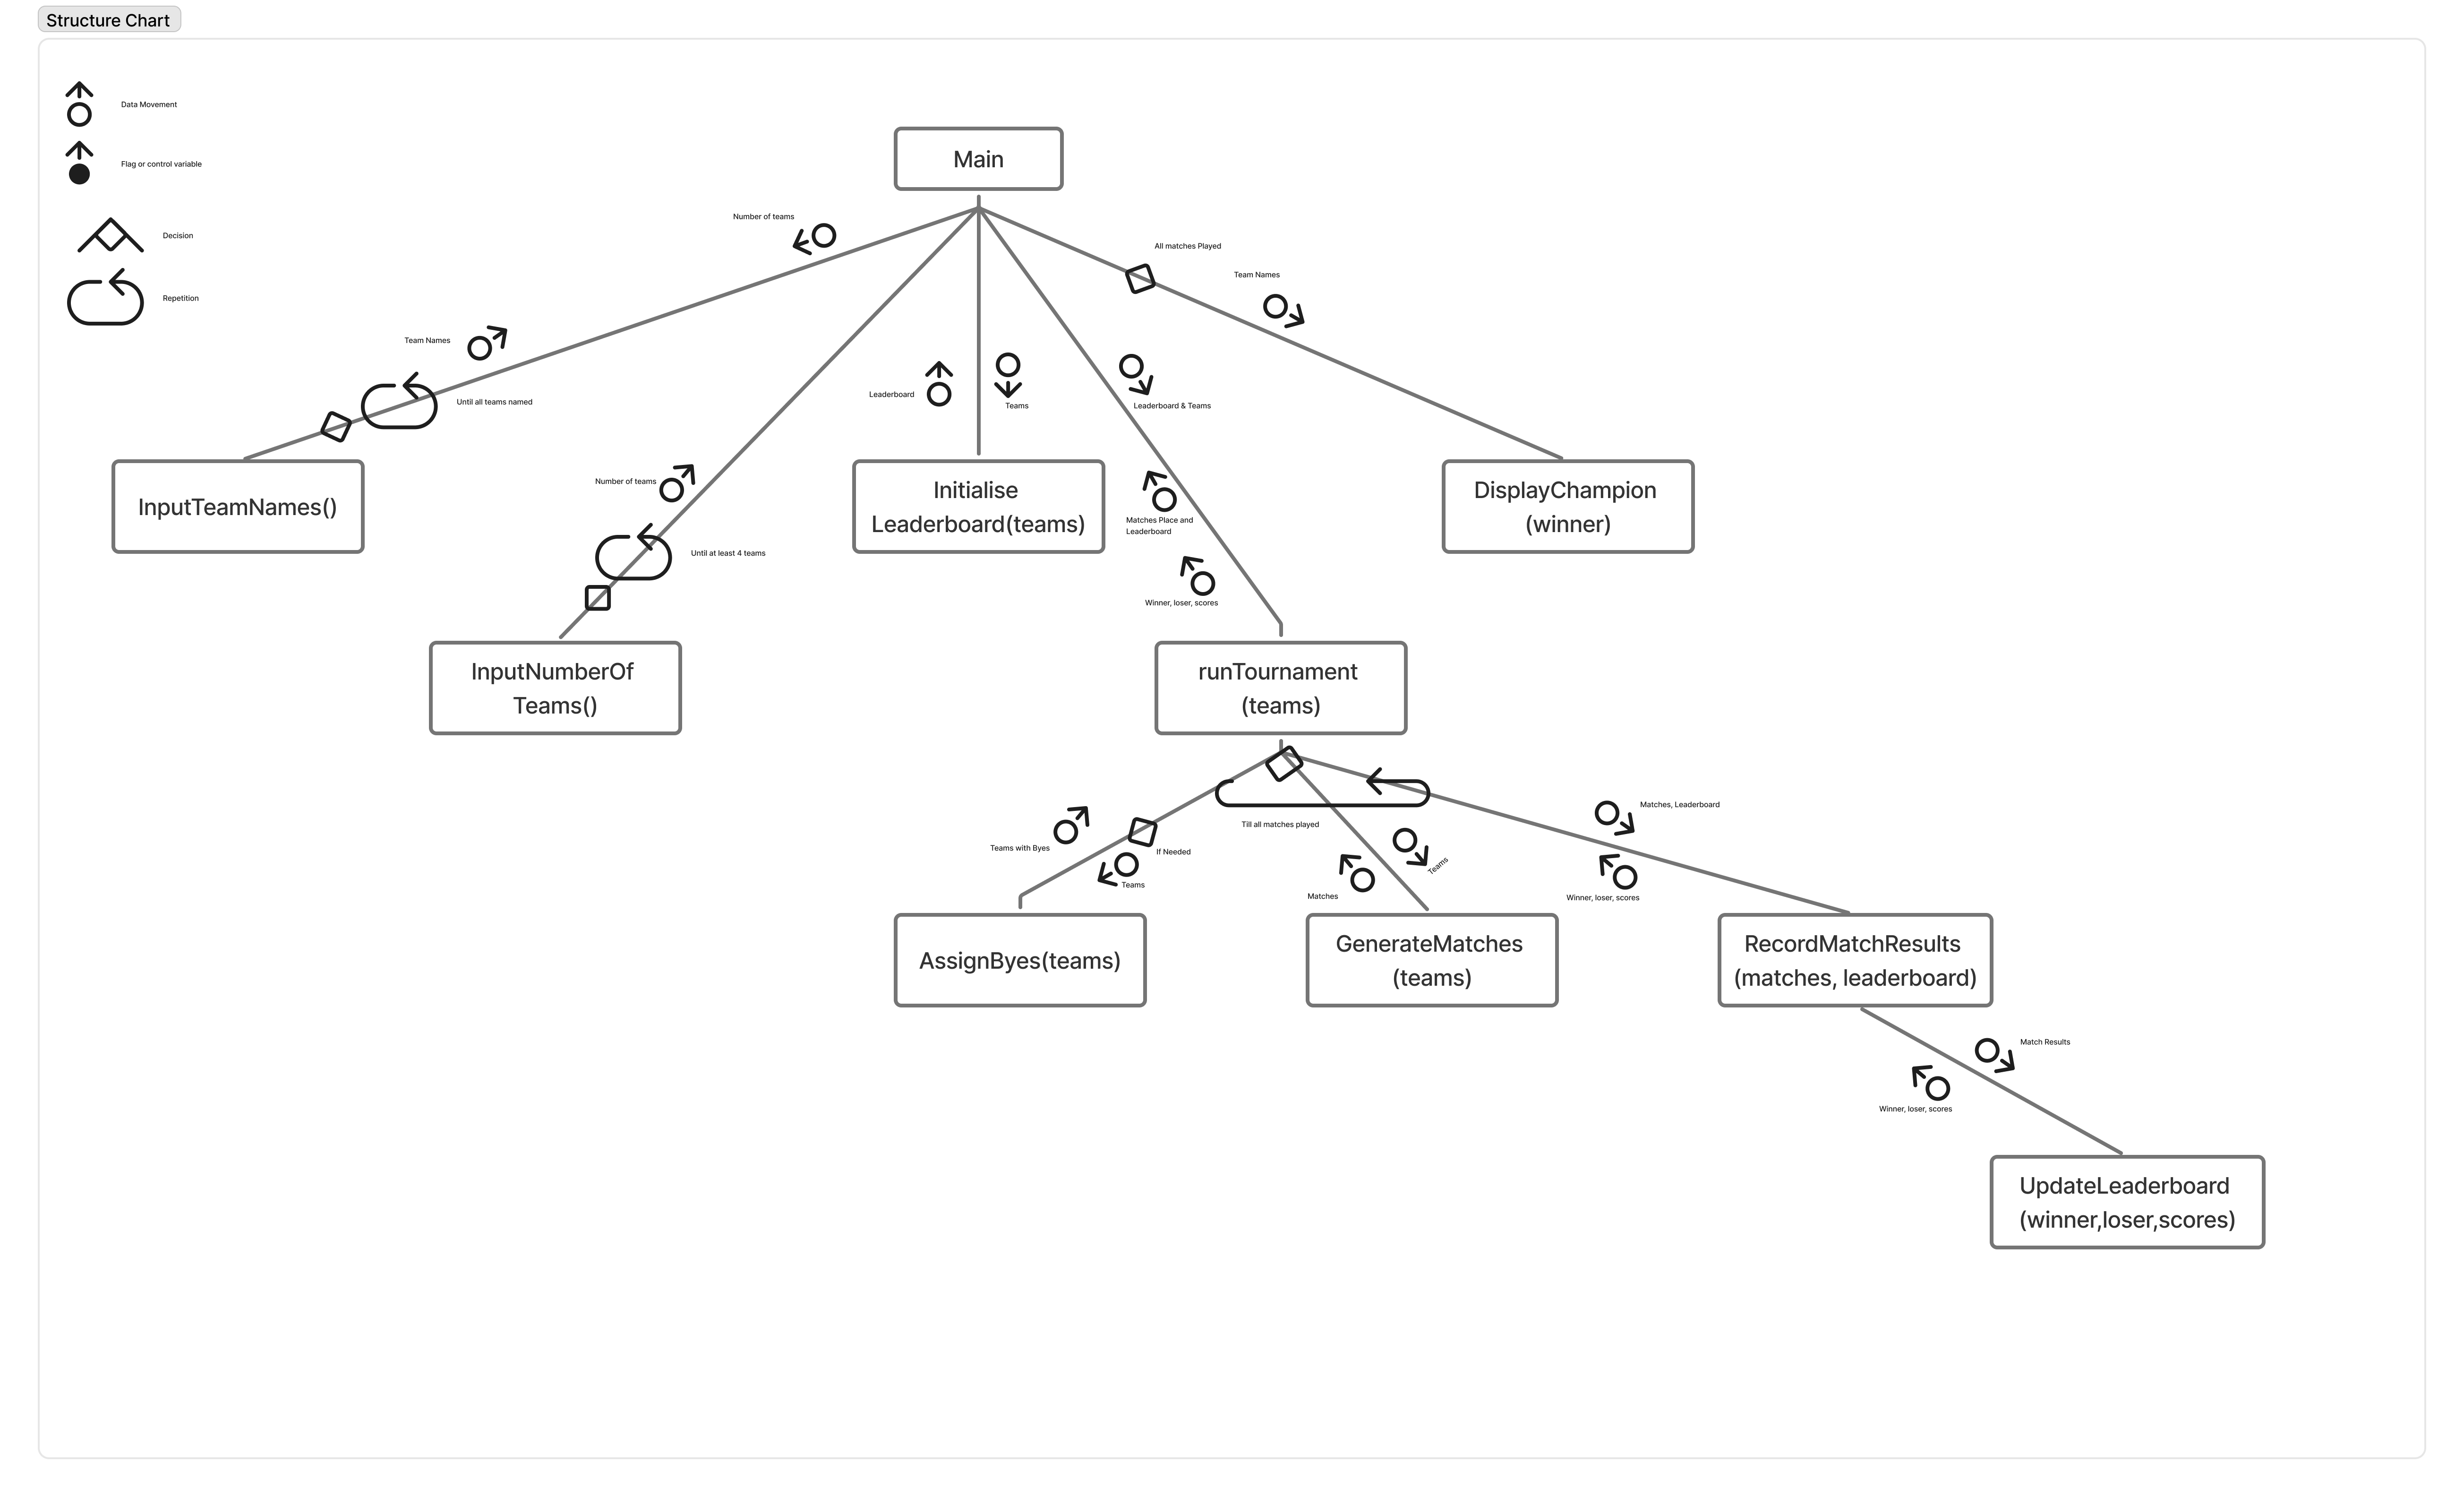 Structure Chart
Data Movement
Flag or control variable
Decision
Repetition
Main
Number of teams
All matches Played
Team Names
Team Names
Until all teams named
Leaderboard
Teams
Leaderboard & Teams
Number of teams
Until at least 4 teams
Matches Place and
Leaderboard
Winner, loser, scores
InputTeamNames()
Initialise
Leaderboard(teams)
DisplayChampion
(winner)
InputNumberOf
Teams()
runTournament
(teams)
Teams with Byes
If Needed
Teams
Till all matches played
Matches
Teams
Matches, Leaderboard
Winner, loser, scores
AssignByes(teams)
GenerateMatches
(teams)
RecordMatchResults
(matches, leaderboard)
Match Results
Winner, loser, scores
UpdateLeaderboard
(winner,loser,scores)